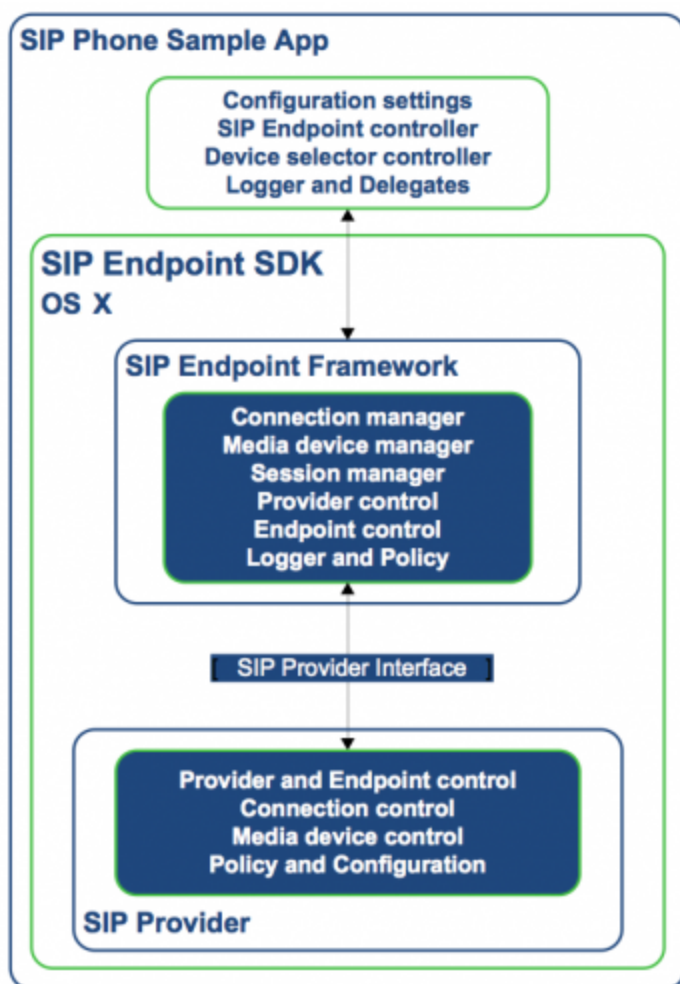 SIP Phone Sample App
Configuration settings
SIP Endpoint controller
Device selector controller
Logger and Delegates
SIP Endpoint SDK
OS X
SIP Endpoint Framework
Connection manager
Media device manager
Session manager
Provider control
Endpoint control
Logger and Policy
[ SIP Provider Interface ]
Provider and Endpoint control
Connection control
Media device control
Policy and Configuration
SIP Provider